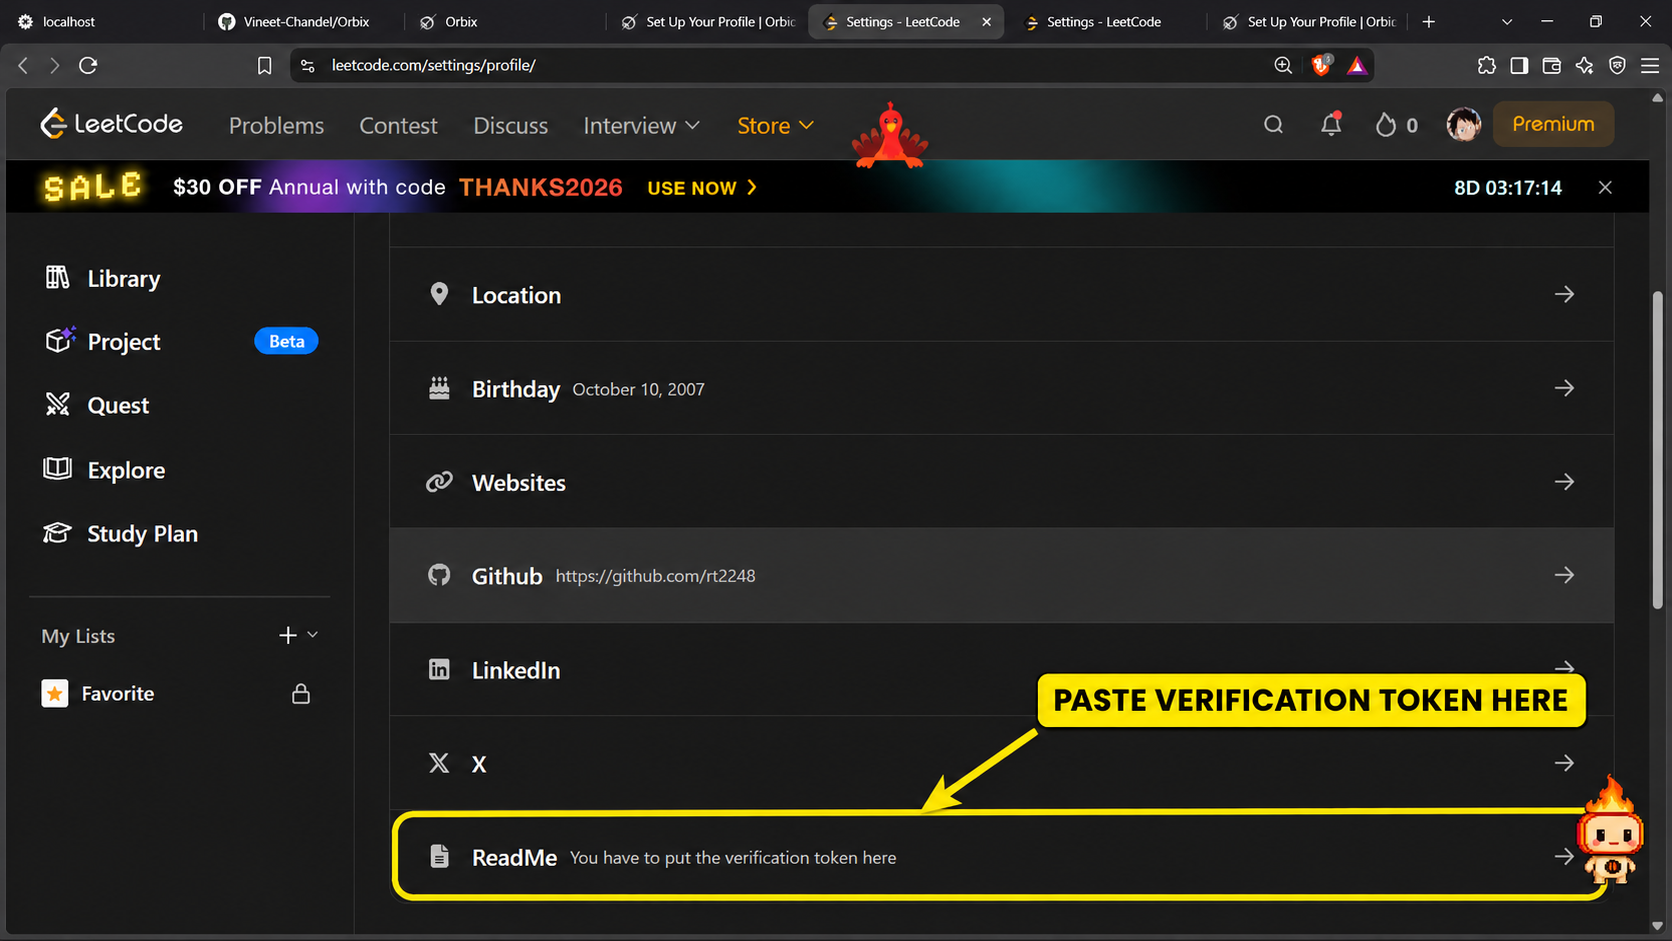 localhost
Vineet-Chandel/Orbix
Orbix
Set Up Your Profile | Orbix
Settings - LeetCode
Settings - LeetCode
Set Up Your Profile | Orbix
leetcode.com/settings/profile/
LeetCode
Problems
Contest
Discuss
Interview
Store
0
Premium
SALE
$30 OFF Annual with code THANKS2026 USE NOW
8D 03:17:14
Library
Project
Beta
Quest
Explore
Study Plan
My Lists
Favorite
Location
Birthday October 10, 2007
Websites
Github https://github.com/rt2248
LinkedIn
PASTE VERIFICATION TOKEN HERE
X
ReadMe You have to put the verification token here